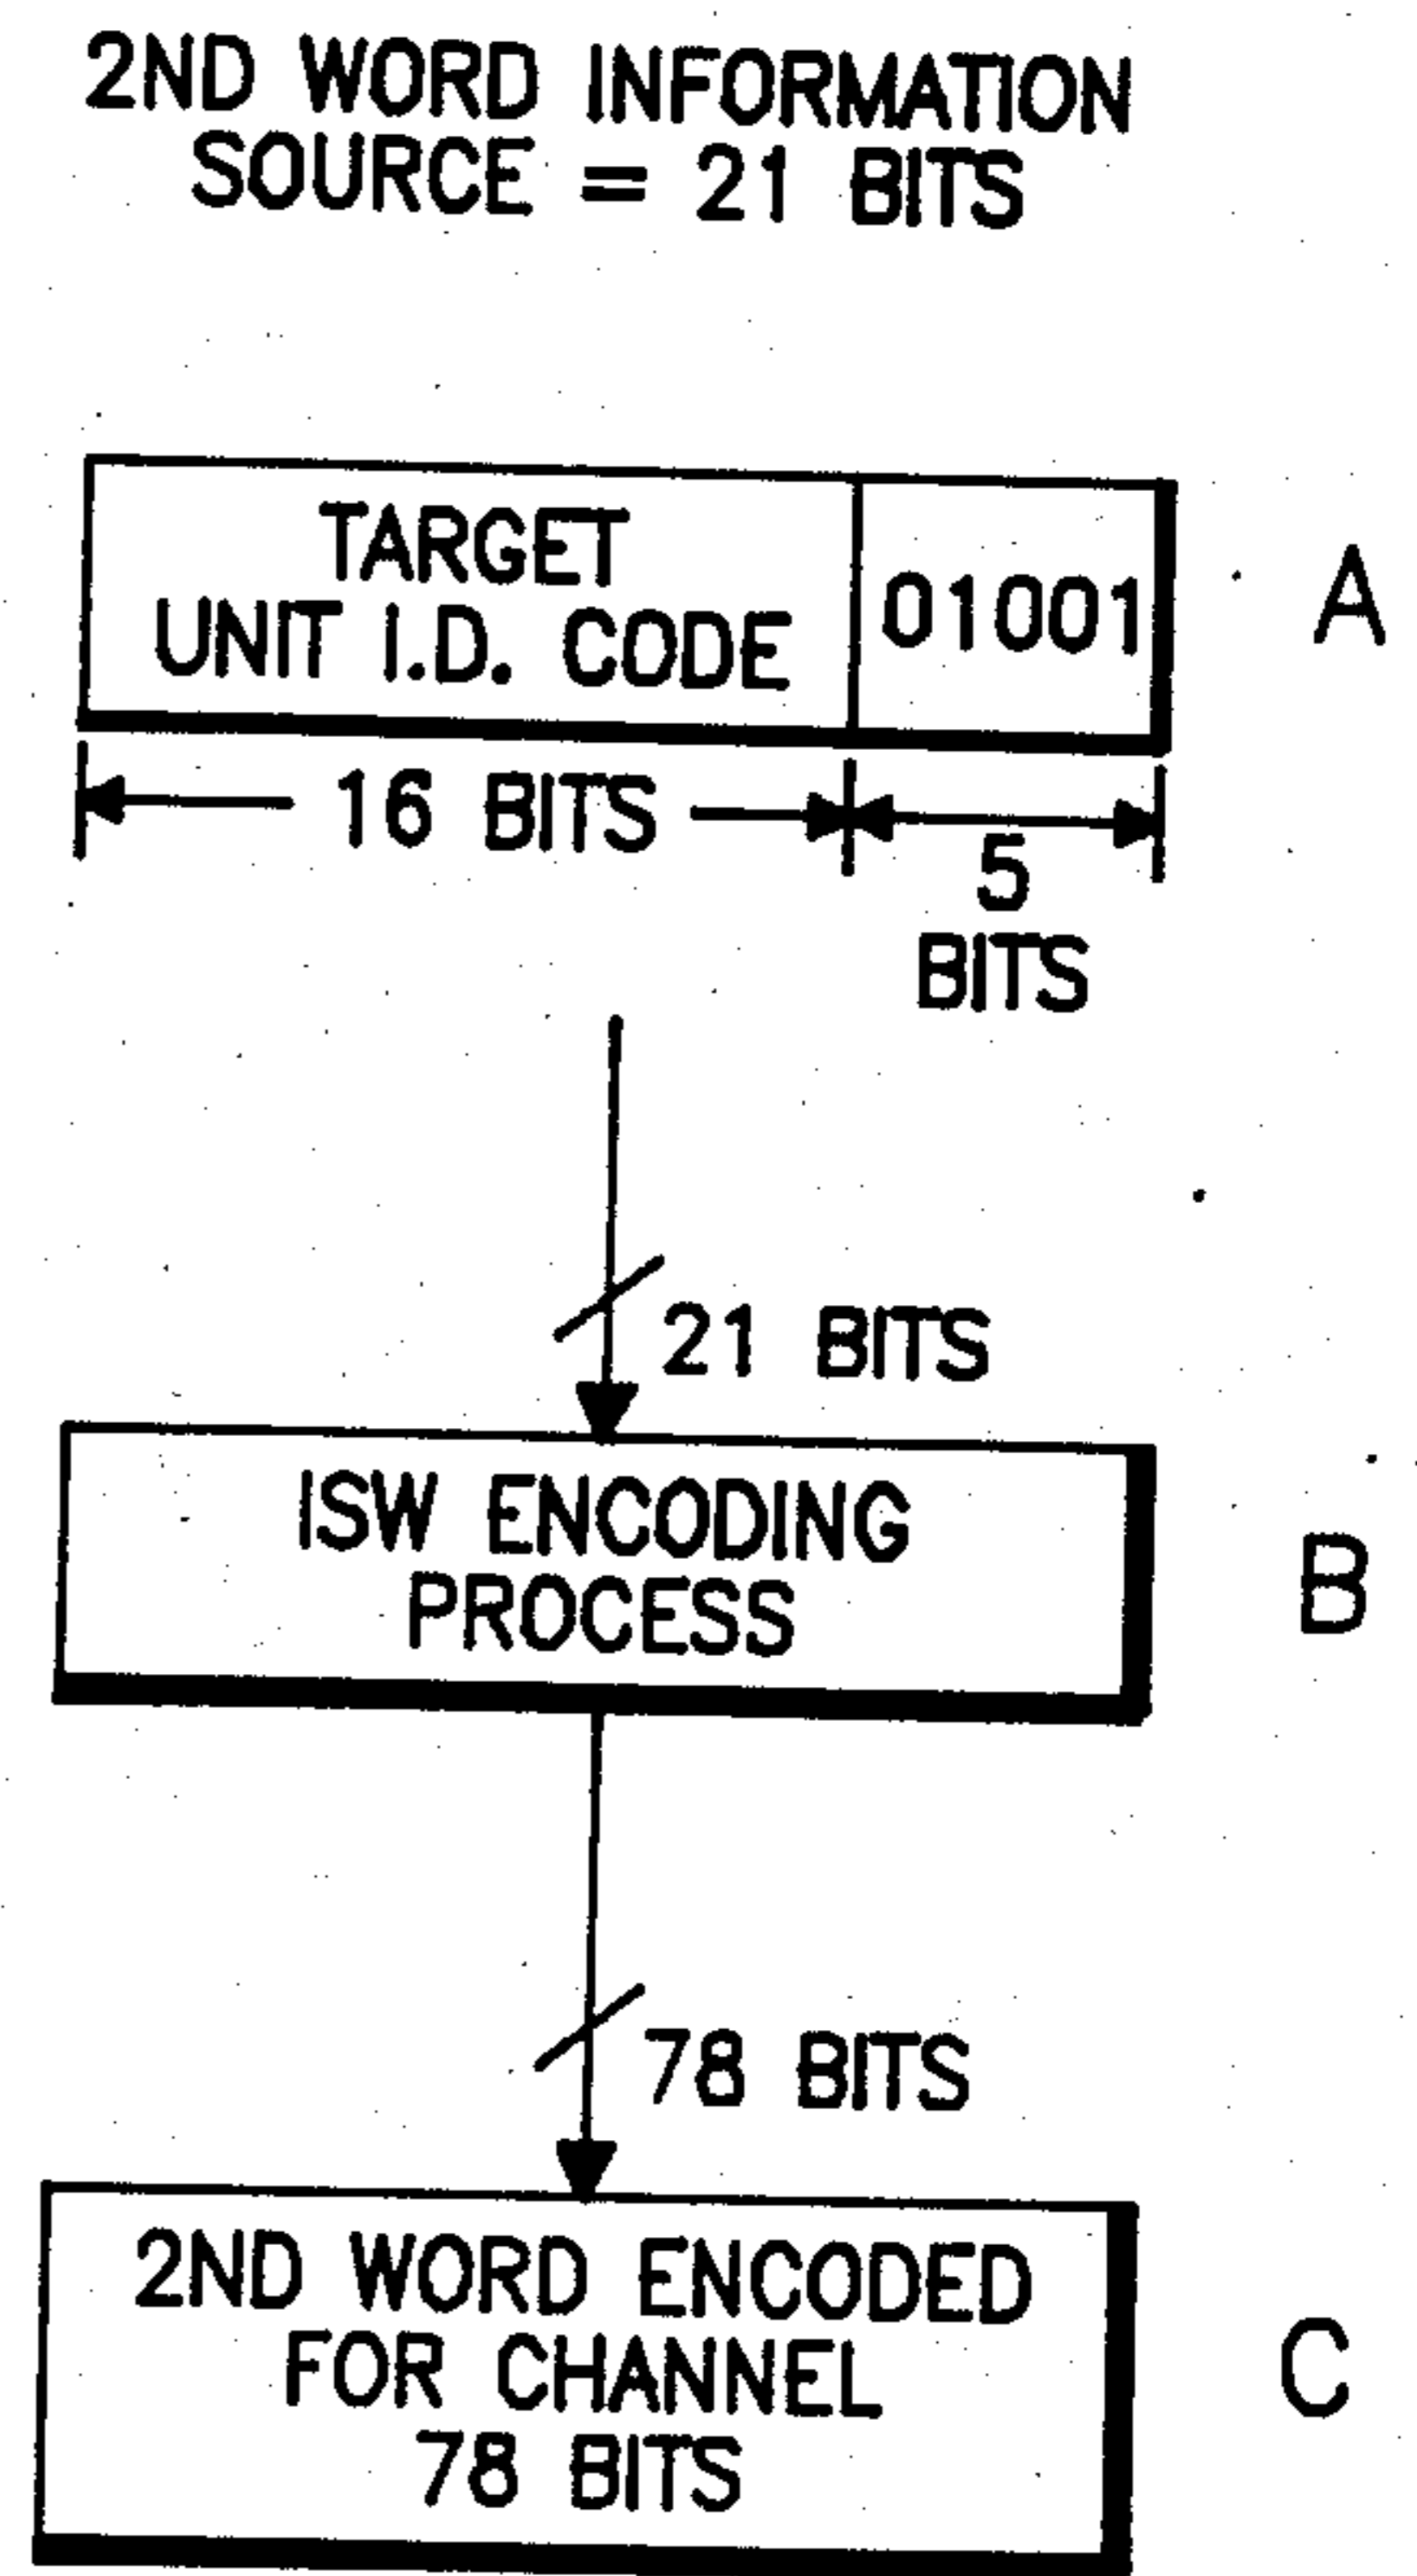 2ND WORD INFORMATION
SOURCE = 21 BITS
TARGET
UNIT I.D. CODE
01001
A
16 BITS
5
BITS
21 BITS
ISW ENCODING
PROCESS
B
78 BITS
2ND WORD ENCODED
FOR CHANNEL
78 BITS
C